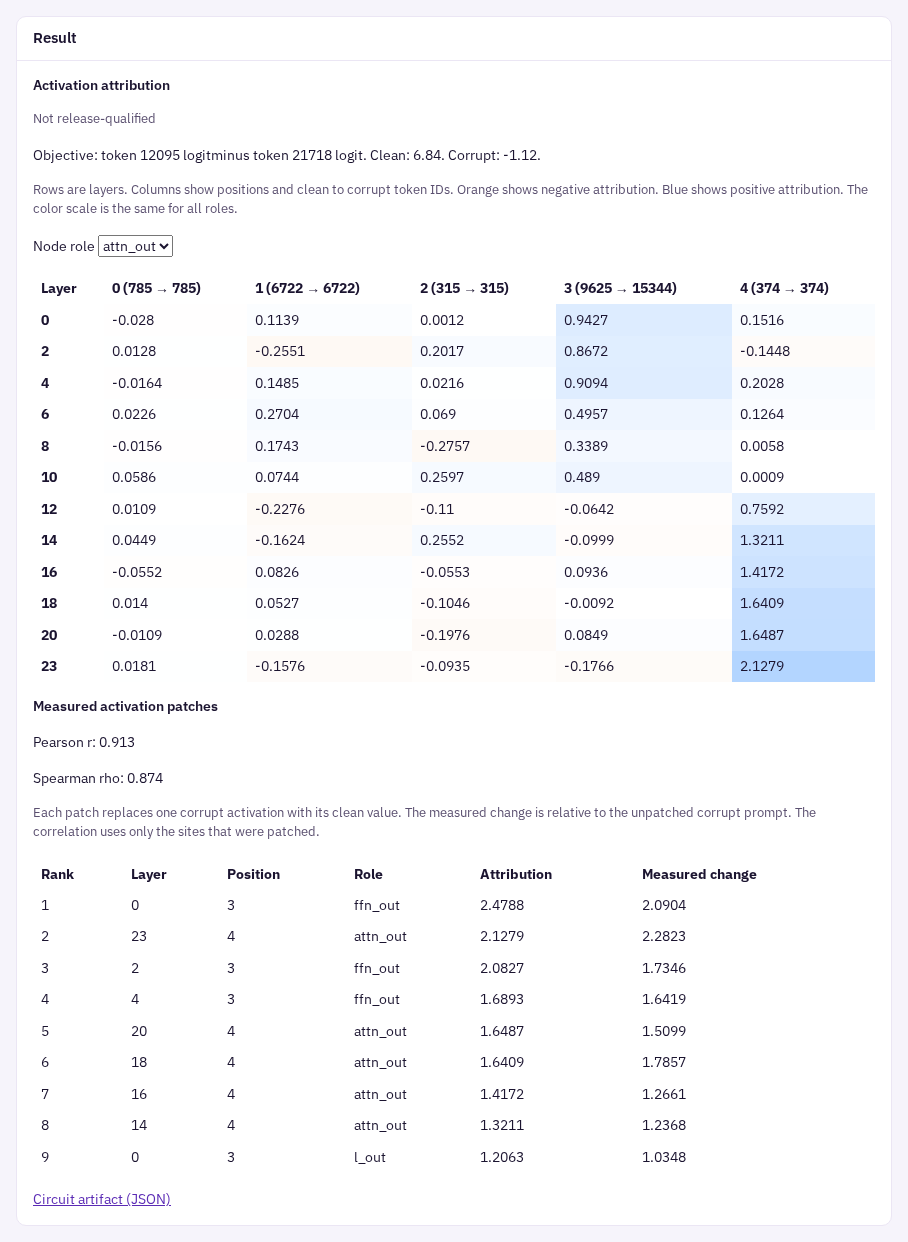 Result
Activation attribution
Not release-qualified
Objective: token 12095 logitminus token 21718 logit. Clean: 6.84. Corrupt: -1.12.
Rows are layers. Columns show positions and clean to corrupt token IDs. Orange shows negative attribution. Blue shows positive attribution. The
color scale is the same for all roles.
Node role attn_out
Layer 0 (785 → 785) 1 (6722 → 6722) 2 (315 → 315) 3 (9625 → 15344) 4 (374 → 374)
0 -0.028 0.1139 0.0012 0.9427 0.1516
2 0.0128 -0.2551 0.2017 0.8672 -0.1448
4 -0.0164 0.1485 0.0216 0.9094 0.2028
6 0.0226 0.2704 0.069 0.4957 0.1264
8 -0.0156 0.1743 -0.2757 0.3389 0.0058
10 0.0586 0.0744 0.2597 0.489 0.0009
12 0.0109 -0.2276 -0.11 -0.0642 0.7592
14 0.0449 -0.1624 0.2552 -0.0999 1.3211
16 -0.0552 0.0826 -0.0553 0.0936 1.4172
18 0.014 0.0527 -0.1046 -0.0092 1.6409
20 -0.0109 0.0288 -0.1976 0.0849 1.6487
23 0.0181 -0.1576 -0.0935 -0.1766 2.1279
Measured activation patches
Pearson r: 0.913
Spearman rho: 0.874
Each patch replaces one corrupt activation with its clean value. The measured change is relative to the unpatched corrupt prompt. The
correlation uses only the sites that were patched.
Rank Layer Position Role Attribution Measured change
1 0 3 ffn_out 2.4788 2.0904
2 23 4 attn_out 2.1279 2.2823
3 2 3 ffn_out 2.0827 1.7346
4 4 3 ffn_out 1.6893 1.6419
5 20 4 attn_out 1.6487 1.5099
6 18 4 attn_out 1.6409 1.7857
7 16 4 attn_out 1.4172 1.2661
8 14 4 attn_out 1.3211 1.2368
9 0 3 l_out 1.2063 1.0348
Circuit artifact (JSON)